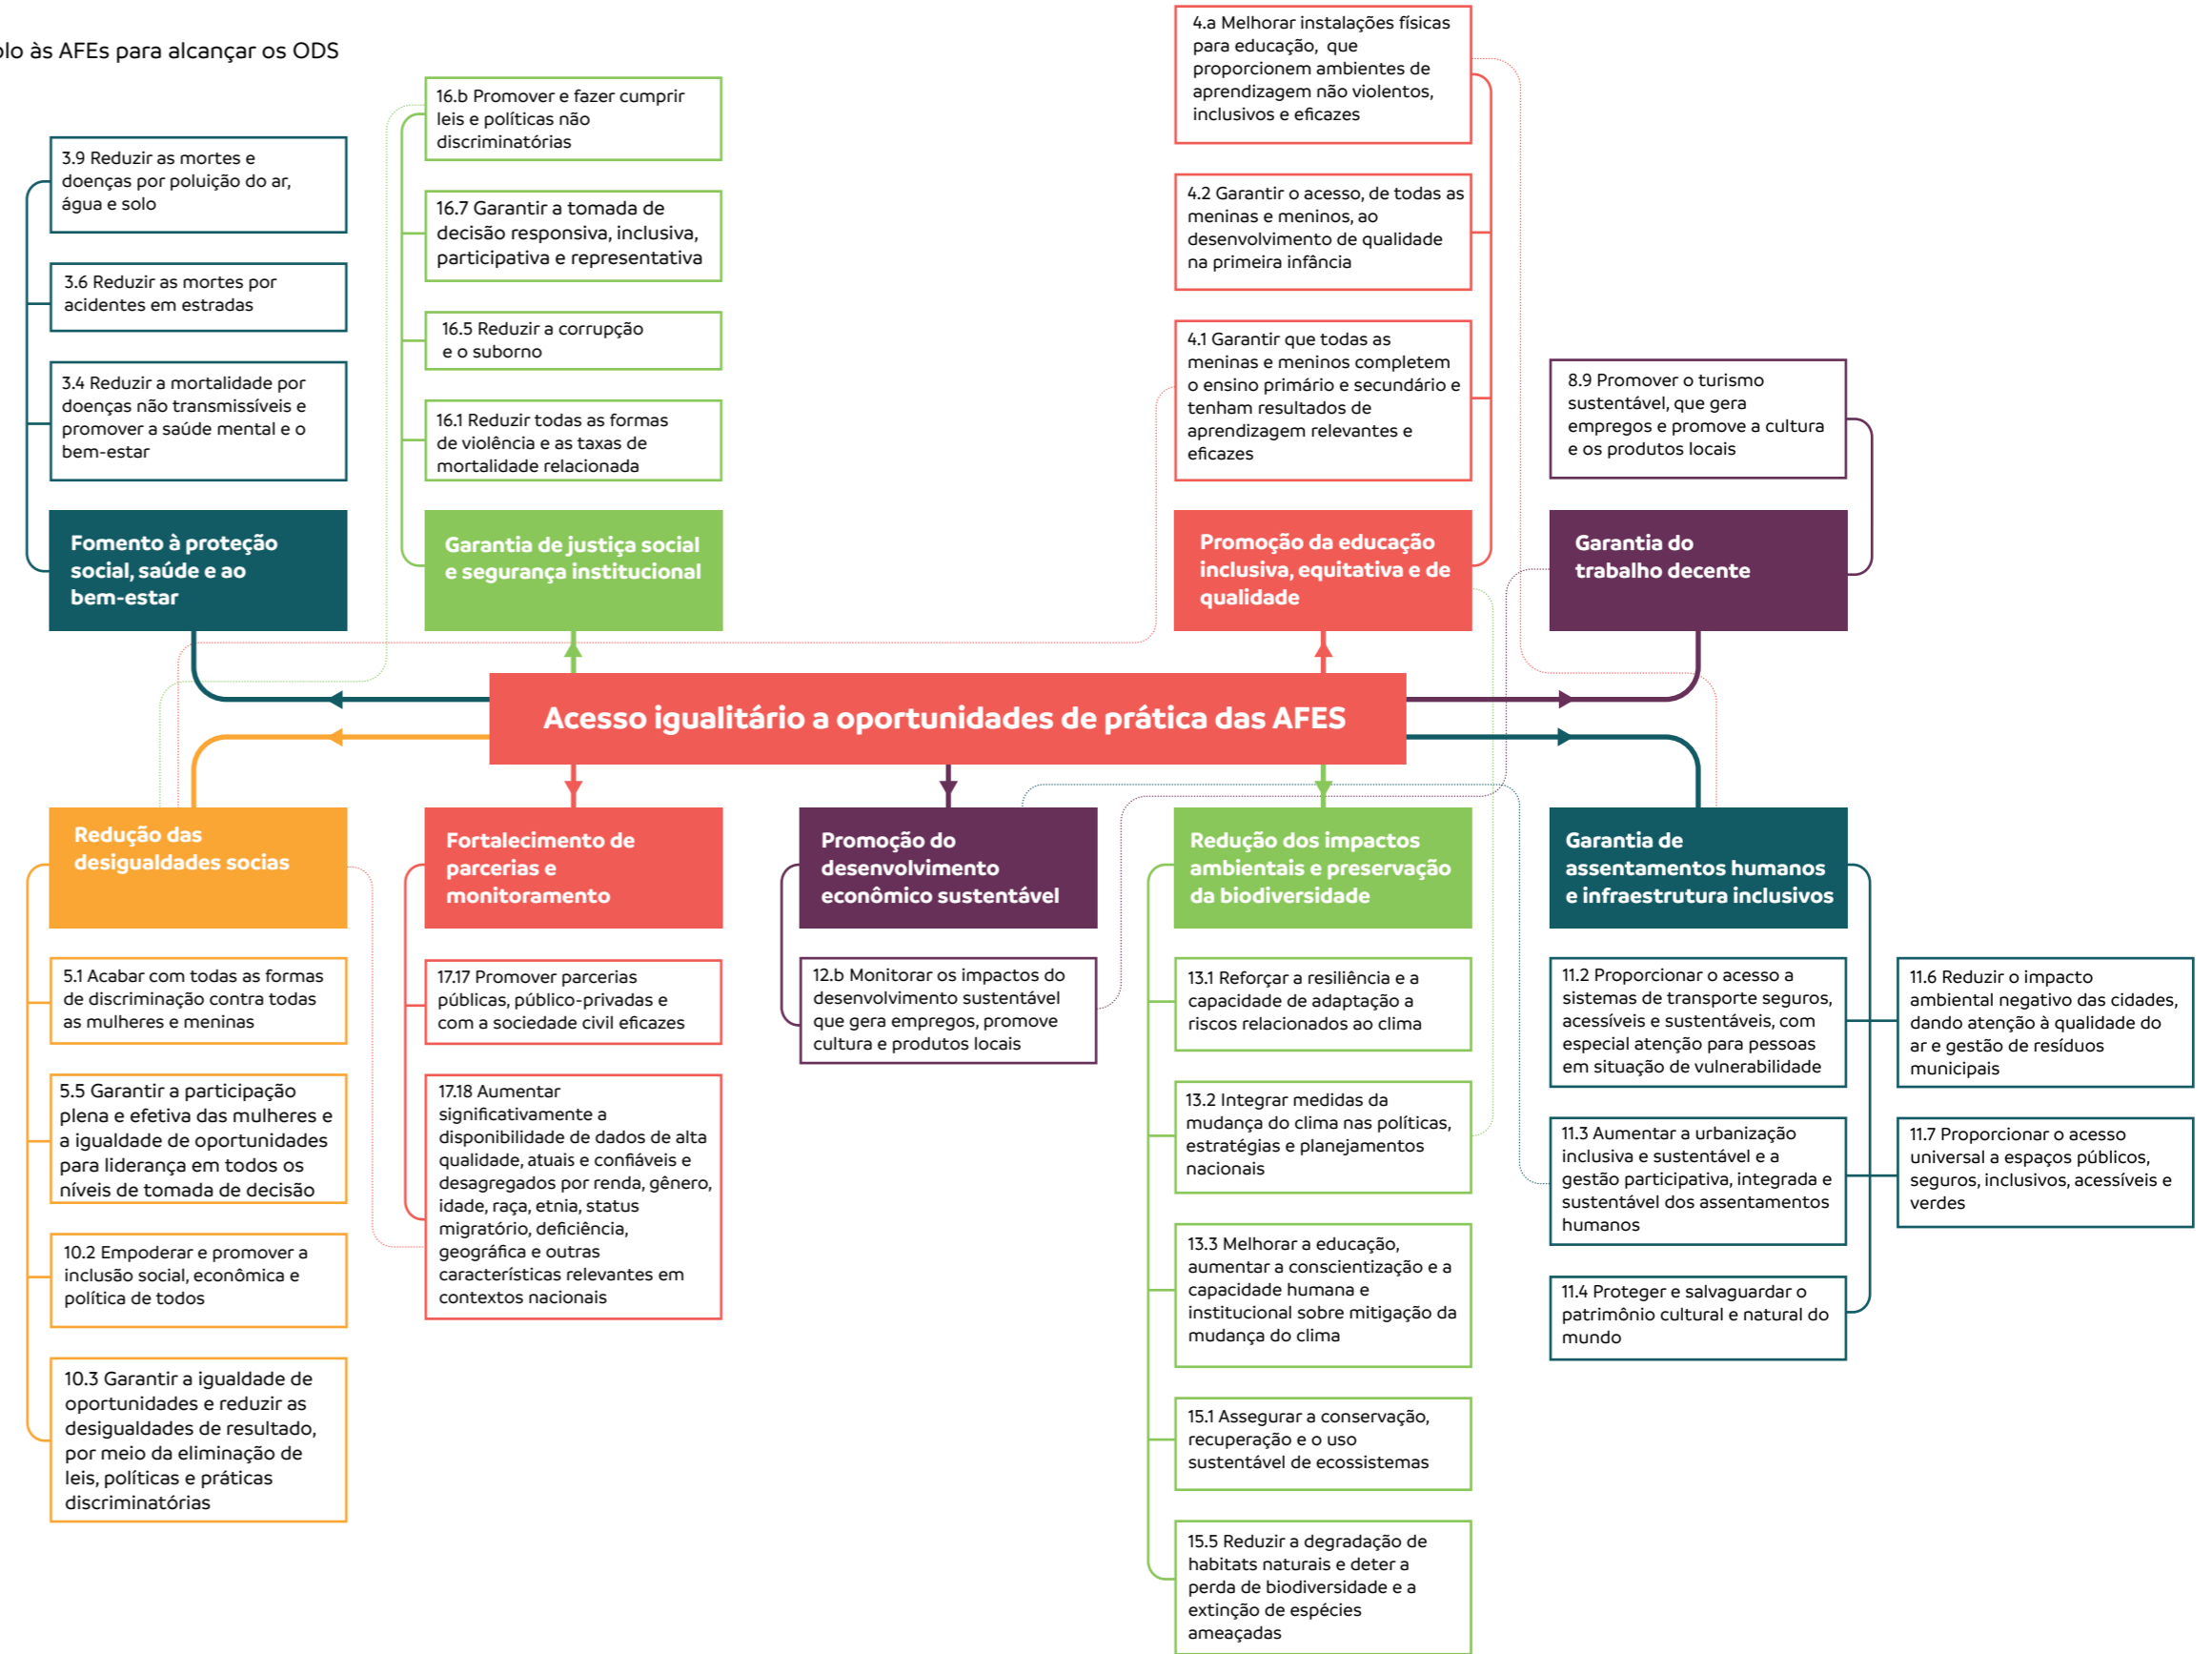 às AFEs para alcançar os ODS
3.9 Reduzir as mortes e
doenças por poluição do ar,
água e solo
3.6 Reduzir as mortes por
acidentes em estradas
3.4 Reduzir a mortalidade por
doenças não transmissíveis e
promover a saúde mental e o
bem-estar
Fomento à proteção
social, saúde e ao
bem-estar
16.b Promover e fazer cumprir
leis e políticas não
discriminatórias
16.7 Garantir a tomada de
decisão responsiva, inclusiva,
participativa e representativa
16.5 Reduzir a corrupção
e o suborno
16.1 Reduzir todas as formas
de violência e as taxas de
mortalidade relacionada
Garantia de justiça social
e segurança institucional
4.a Melhorar instalações físicas
para educação, que
proporcionem ambientes de
aprendizagem não violentos,
inclusivos e eficazes
4.2 Garantir o acesso, de todas as
meninas e meninos, ao
desenvolvimento de qualidade
na primeira infância
4.1 Garantir que todas as
meninas e meninos completem
o ensino primário e secundário e
tenham resultados de
aprendizagem relevantes e
eficazes
Promoção da educação
inclusiva, equitativa e de
qualidade
8.9 Promover o turismo
sustentável, que gera
empregos e promove a cultura
e os produtos locais
Garantia do
trabalho decente
Acesso igualitário a oportunidades de prática das AFES
Redução das
desigualdades socias
5.1 Acabar com todas as formas
de discriminação contra todas
as mulheres e meninas
5.5 Garantir a participação
plena e efetiva das mulheres e
a igualdade de oportunidades
para liderança em todos os
níveis de tomada de decisão
10.2 Empoderar e promover a
inclusão social, econômica e
política de todos
10.3 Garantir a igualdade de
oportunidades e reduzir as
desigualdades de resultado,
por meio da eliminação de
leis, políticas e práticas
discriminatórias
Fortalecimento de
parcerias e
monitoramento
17.17 Promover parcerias
públicas, público-privadas e
com a sociedade civil eficazes
17.18 Aumentar
significativamente a
disponibilidade de dados de alta
qualidade, atuais e confiáveis e
desagregados por renda, gênero,
idade, raça, etnia, status
migratório, deficiência,
geográfica e outras
características relevantes em
contextos nacionais
Promoção do
desenvolvimento
econômico sustentável
12.b Monitorar os impactos do
desenvolvimento sustentável
que gera empregos, promove
cultura e produtos locais
Redução dos impactos
ambientais e preservação
da biodiversidade
13.1 Reforçar a resiliência e a
capacidade de adaptação a
riscos relacionados ao clima
13.2 Integrar medidas da
mudança do clima nas políticas,
estratégias e planejamentos
nacionais
13.3 Melhorar a educação,
aumentar a conscientização e a
capacidade humana e
institucional sobre mitigação da
mudança do clima
15.1 Assegurar a conservação,
recuperação e o uso
sustentável de ecossistemas
15.5 Reduzir a degradação de
habitats naturais e deter a
perda de biodiversidade e a
extinção de espécies
ameaçadas
Garantia de
assentamentos humanos
e infraestrutura inclusivos
11.2 Proporcionar o acesso a
sistemas de transporte seguros,
acessíveis e sustentáveis, com
especial atenção para pessoas
em situação de vulnerabilidade
11.3 Aumentar a urbanização
inclusiva e sustentável e a
gestão participativa, integrada e
sustentável dos assentamentos
humanos
11.4 Proteger e salvaguardar o
patrimônio cultural e natural do
mundo
11.6 Reduzir o impacto
ambiental negativo das cidades,
dando atenção à qualidade do
ar e gestão de resíduos
municipais
11.7 Proporcionar o acesso
universal a espaços públicos,
seguros, inclusivos, acessíveis e
verdes